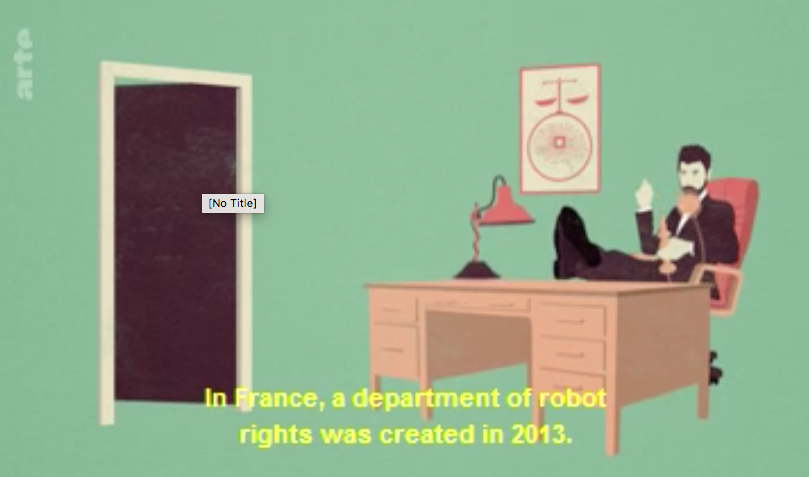 arte
[No Title]
In France, a department of robot
rights was created in 2013.